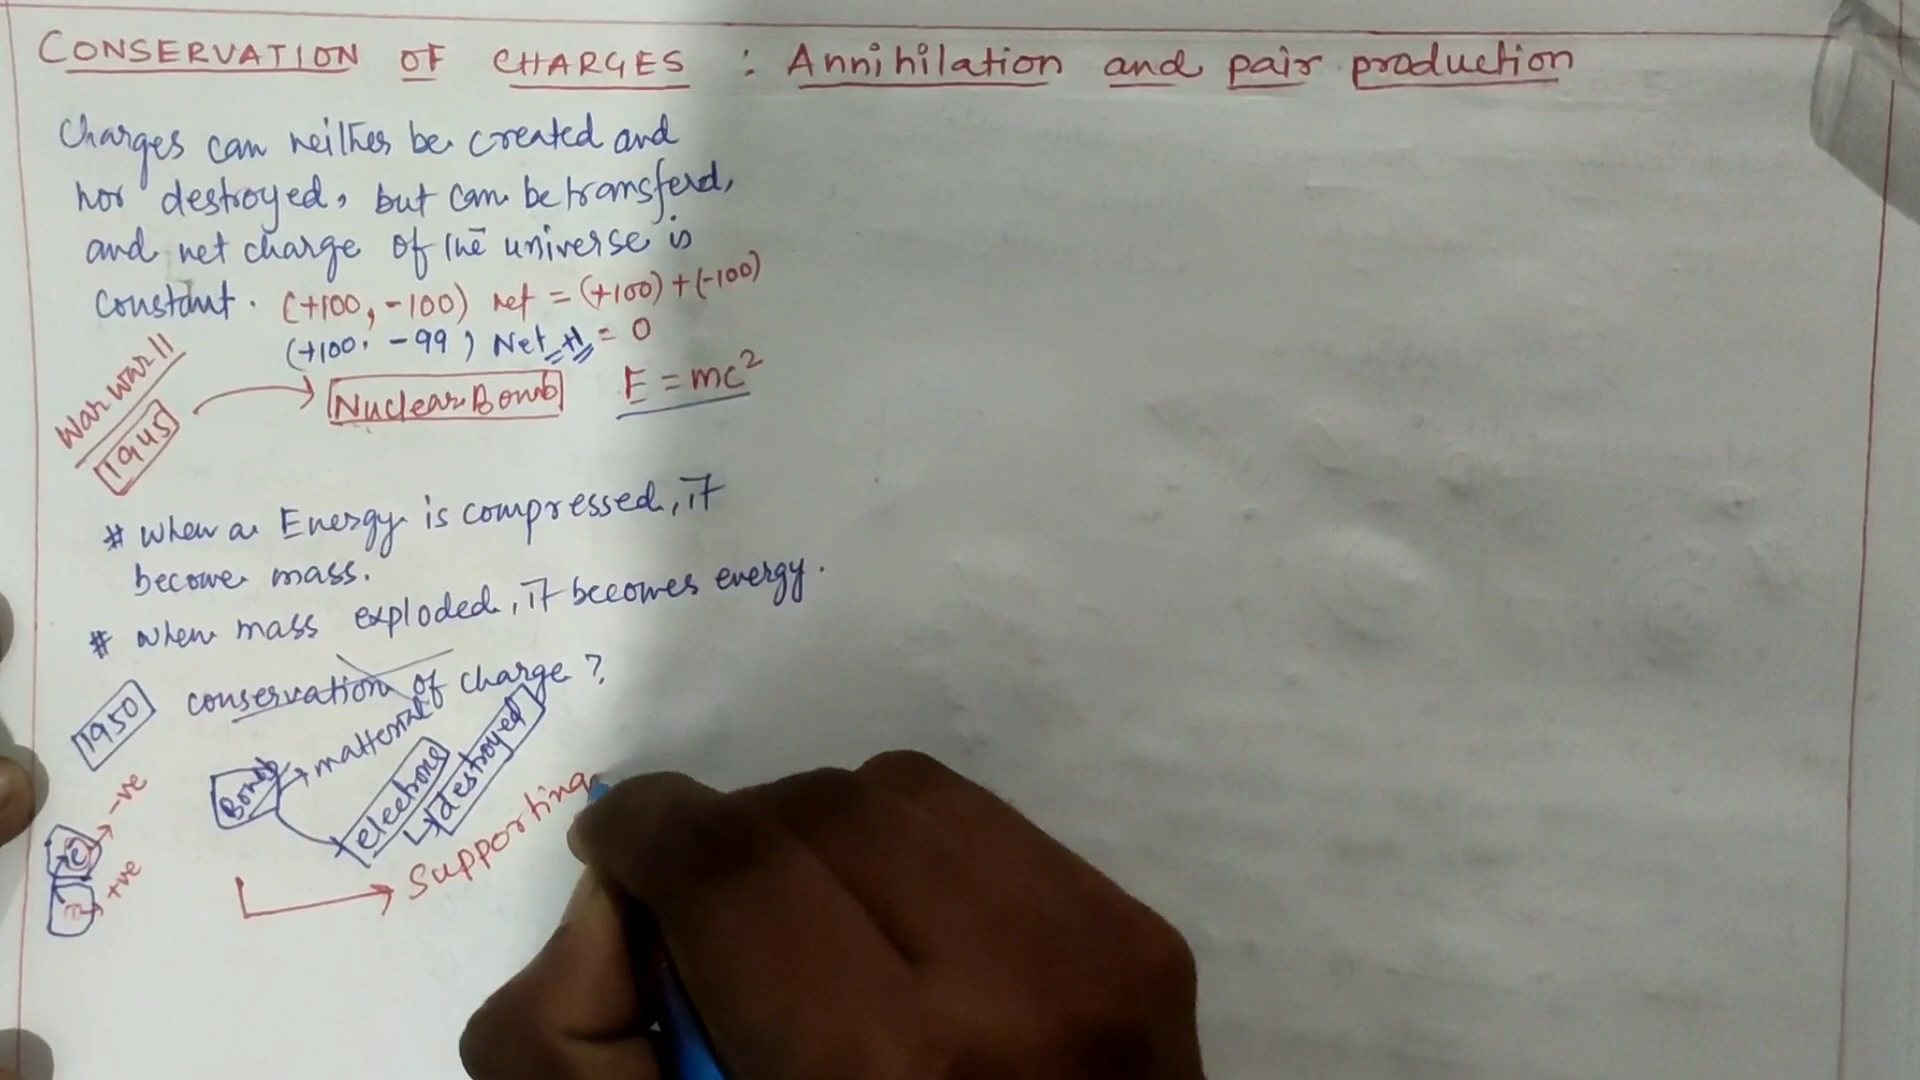 CONSERVATION OF CHARGES : Annihilation and pair production
Charges can neither be created and
nor destroyed, but can be transferd,
and net charge of the universe is
constant. (+100, -100) net = (+100) + (-100)
(+100, -99) Net +1 = 0
War war II
1945
Nuclear Bomb
E = mc²
# when a Energy is compressed, it
become mass.
# when mass exploded, it becomes energy.
1950 conservation of charge ?
Bomb
material
electrons
destroyed
-ve
e
+ve
Supporting